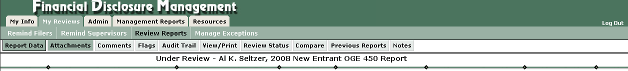 Financial Disclosure Management
My Info My Reviews Admin Management Reports Resources Log Out
Remind Filers Remind Supervisors Review Reports Manage Exceptions
Report Data Attachments Comments Flags Audit Trail View/Print Review Status Compare Previous Reports Notes
Under Review - Al K. Seltzer, 2008 New Entrant OGE 450 Report